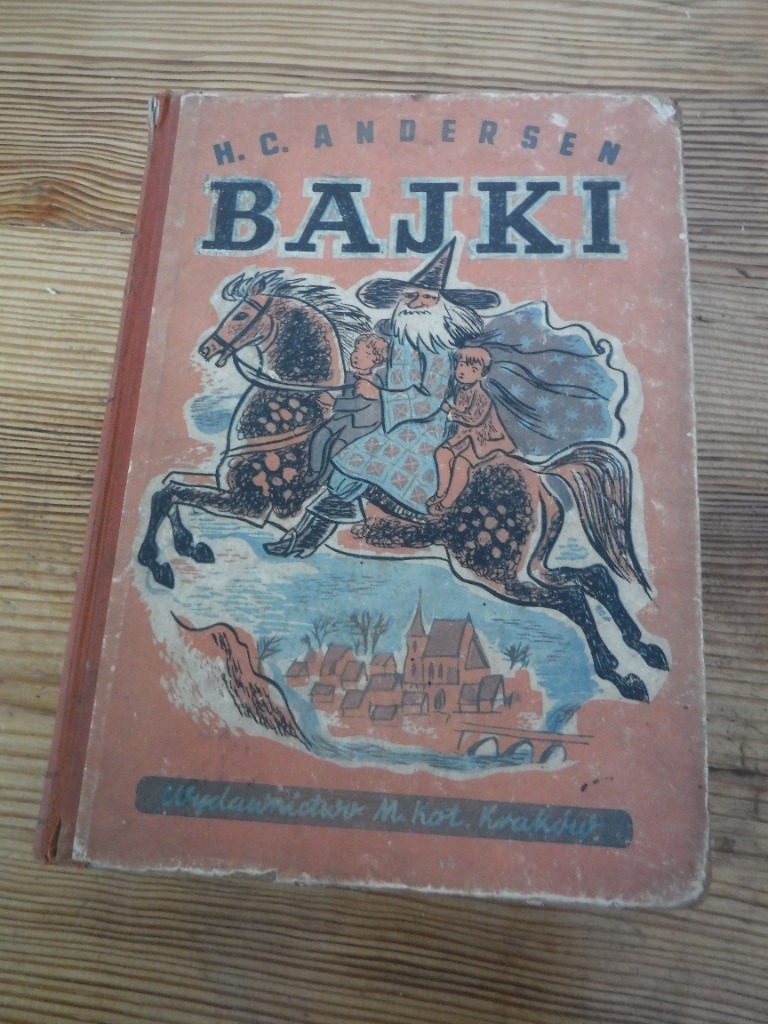 H. C. ANDERSEN
BAJKI
Wydawnictwo M. Kot. Kraków